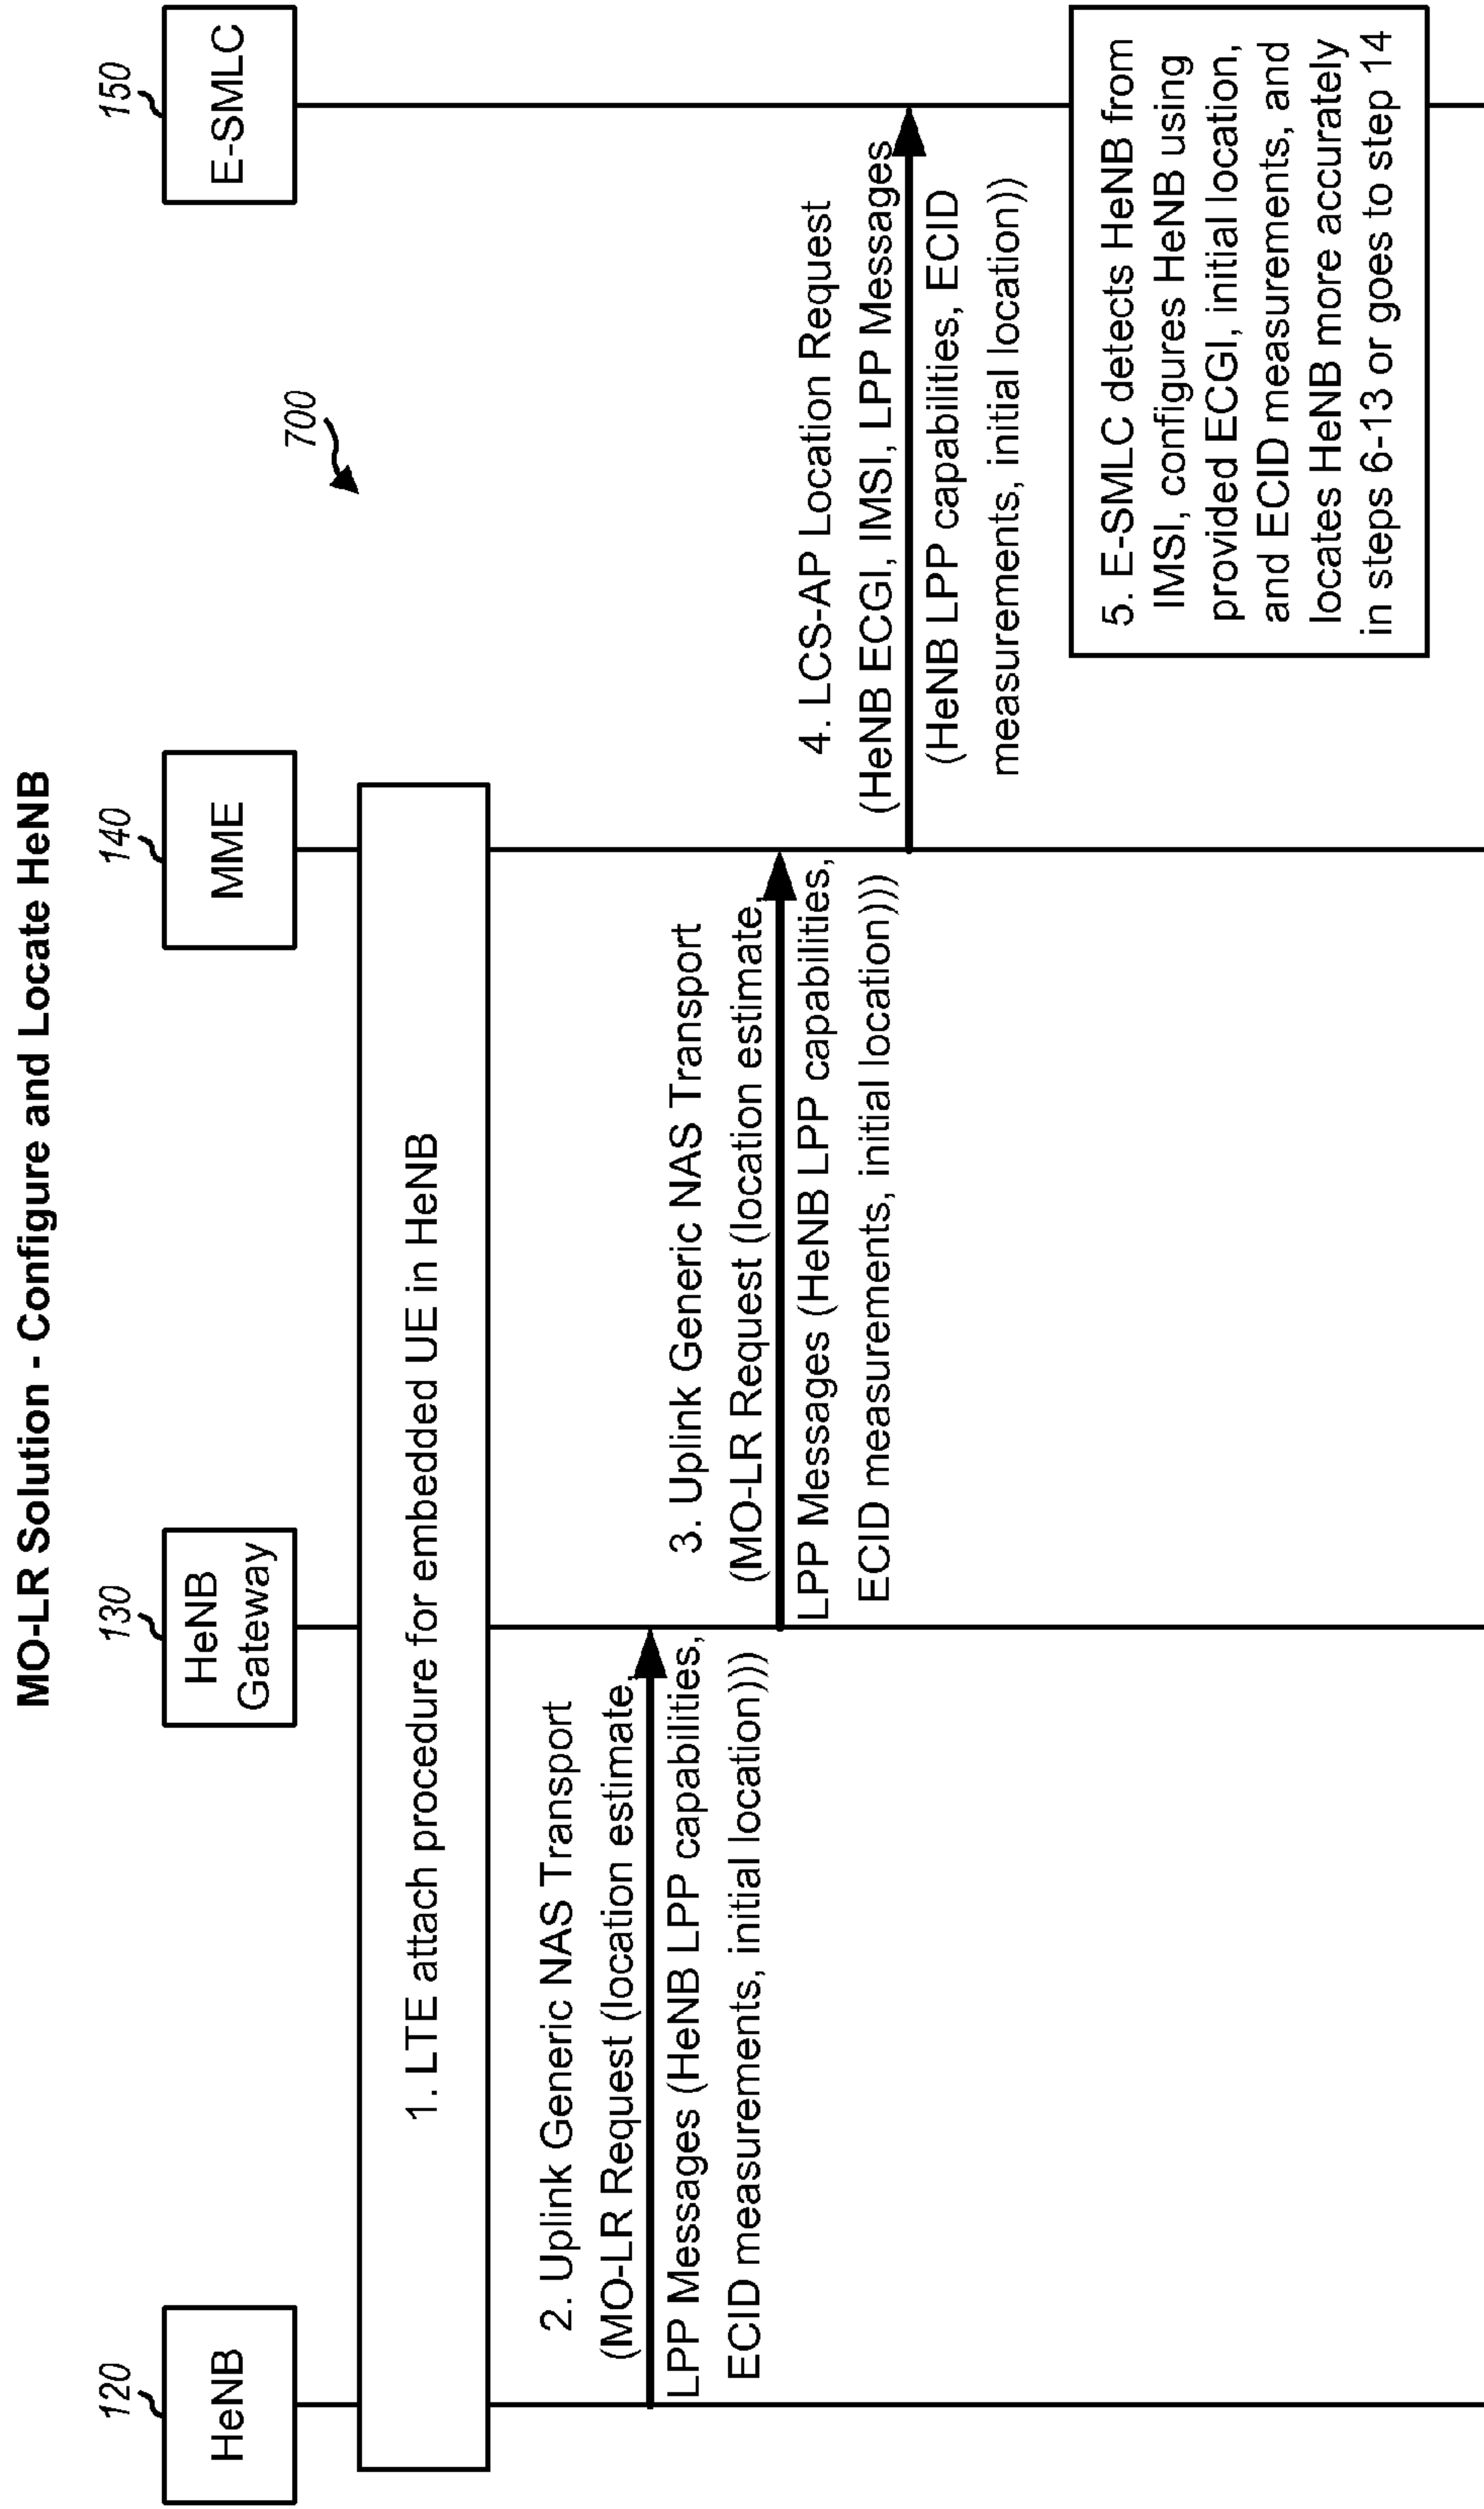 MO-LR Solution - Configure and Locate HeNB
120
130
140
150
HeNB
HeNB
Gateway
MME
E-SMLC
700
1. LTE attach procedure for embedded UE in HeNB
2. Uplink Generic NAS Transport
(MO-LR Request (location estimate,
LPP Messages (HeNB LPP capabilities,
ECID measurements, initial location)))
3. Uplink Generic NAS Transport
(MO-LR Request (location estimate,
LPP Messages (HeNB LPP capabilities,
ECID measurements, initial location)))
4. LCS-AP Location Request
(HeNB ECGI, IMSI, LPP Messages
(HeNB LPP capabilities, ECID
measurements, initial location))
5. E-SMLC detects HeNB from
IMSI, configures HeNB using
provided ECGI, initial location,
and ECID measurements, and
locates HeNB more accurately
in steps 6-13 or goes to step 14